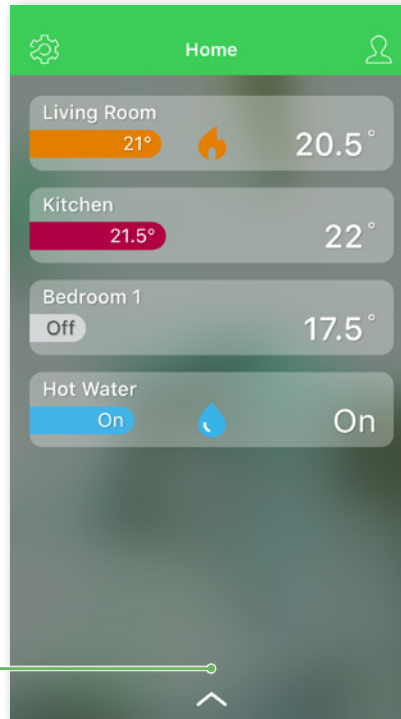 Home
Living Room
21°
20.5°
Kitchen
21.5°
22°
Bedroom 1
Off
17.5°
Hot Water
On
On